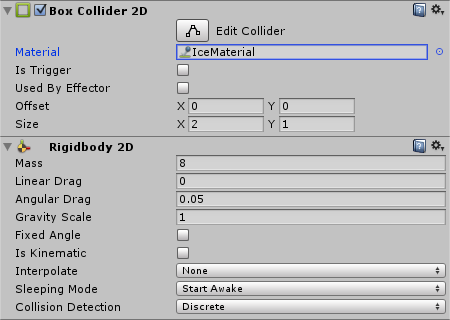 Box Collider 2D
Edit Collider
Material IceMaterial
Is Trigger
Used By Effector
Offset X 0 Y 0
Size X 2 Y 1
Rigidbody 2D
Mass 8
Linear Drag 0
Angular Drag 0.05
Gravity Scale 1
Fixed Angle
Is Kinematic
Interpolate None
Sleeping Mode Start Awake
Collision Detection Discrete